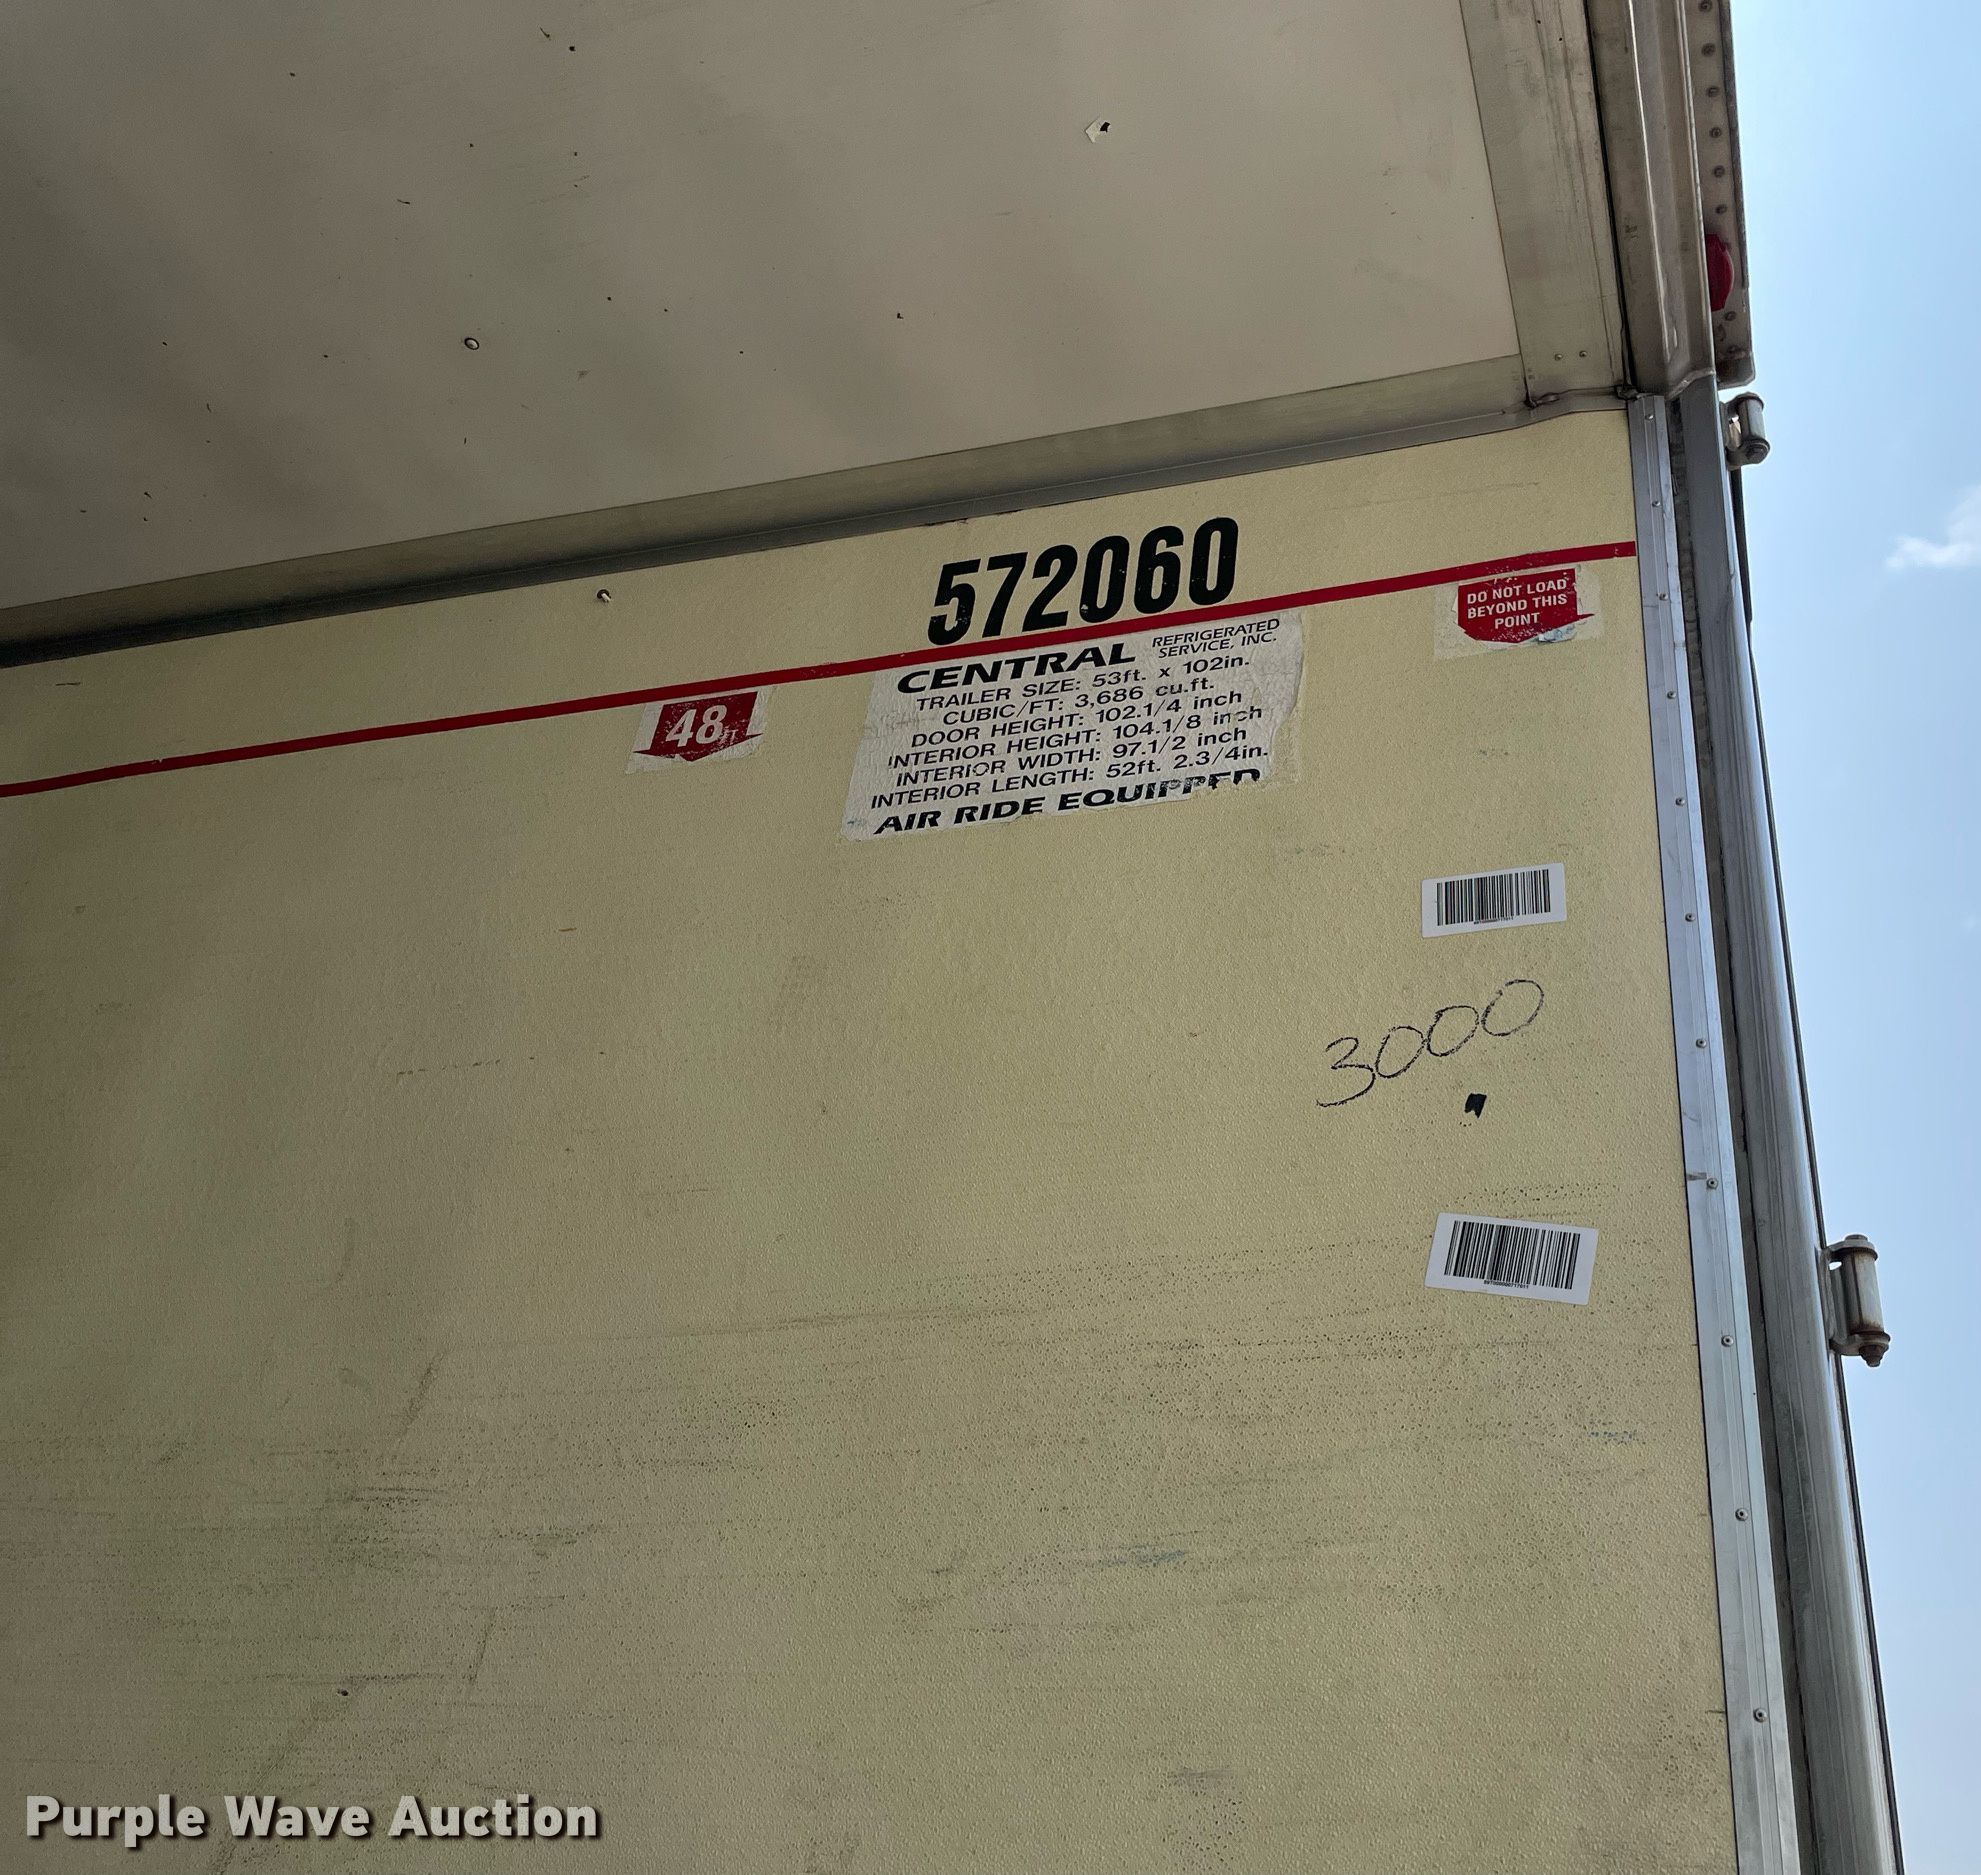 572060
DO NOT LOAD
BEYOND THIS
POINT
CENTRAL REFRIGERATED
SERVICE, INC.
TRAILER SIZE: 53ft. x 102in.
CUBIC/FT: 3,686 cu.ft.
DOOR HEIGHT: 102.1/4 inch
INTERIOR HEIGHT: 104.1/8 inch
INTERIOR WIDTH: 97.1/2 inch
INTERIOR LENGTH: 52ft. 2.3/4in.
AIR RIDE EQUIPPED
48 FT
3000
Purple Wave Auction